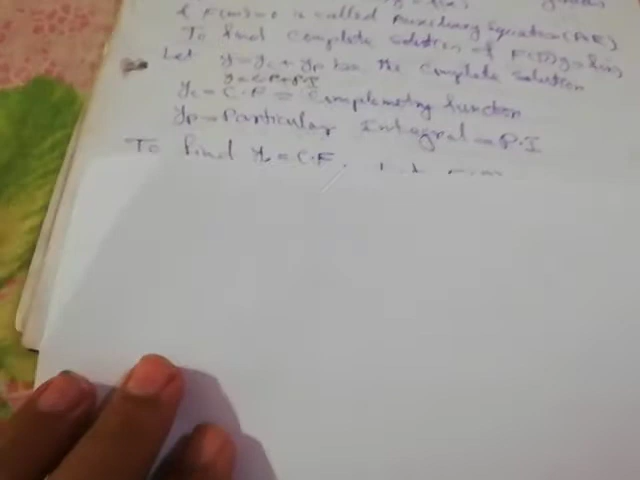 & F(m)=0 is called Auxiliary Equation (A.E)
To find Complete Solution of F(D)y=
Let y=yc+yp be the Complete Solution
y=C.F+P.I
yc=C.F= Complementry function
yp=Particular Integral=P.I
To find yc=C.F.